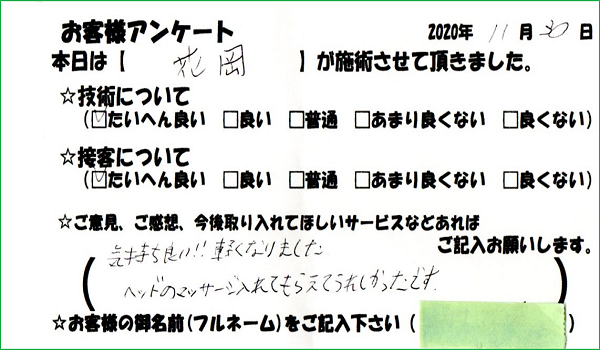 お客様アンケート 2020年 11月30日
本日は【 花岡 】が施術させて頂きました。
☆技術について
(☑たいへん良い □良い □普通 □あまり良くない □良くない)
☆接客について
(☑たいへん良い □良い □普通 □あまり良くない □良くない)
☆ご意見、ご感想、今後取り入れてほしいサービスなどあれば
ご記入お願いします。
(気持ち良い!! 軽くなりました
ヘッドのマッサージ入れてもらえてうれしかったです。)
☆お客様の御名前(フルネーム)をご記入下さい( )